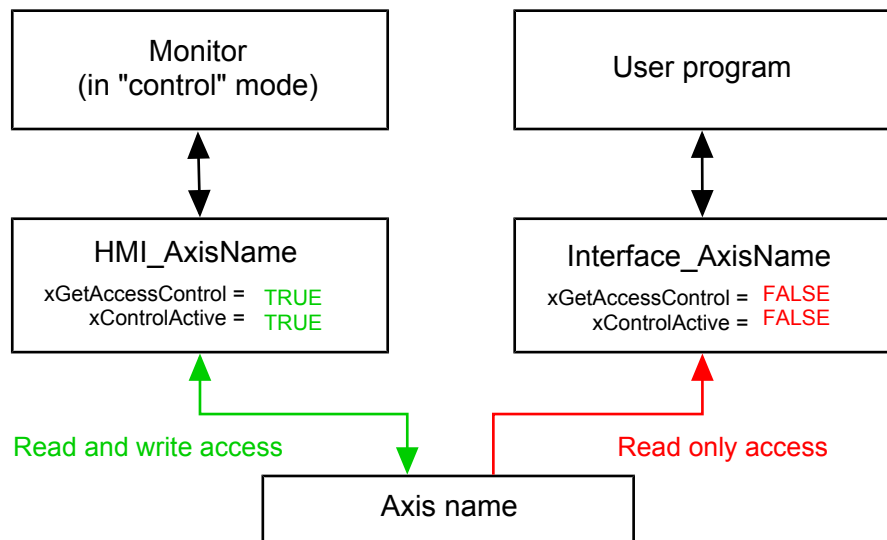 Monitor
(in "control" mode)
User program
HMI_AxisName
xGetAccessControl = TRUE
xControlActive = TRUE
Interface_AxisName
xGetAccessControl = FALSE
xControlActive = FALSE
Read and write access
Read only access
Axis name